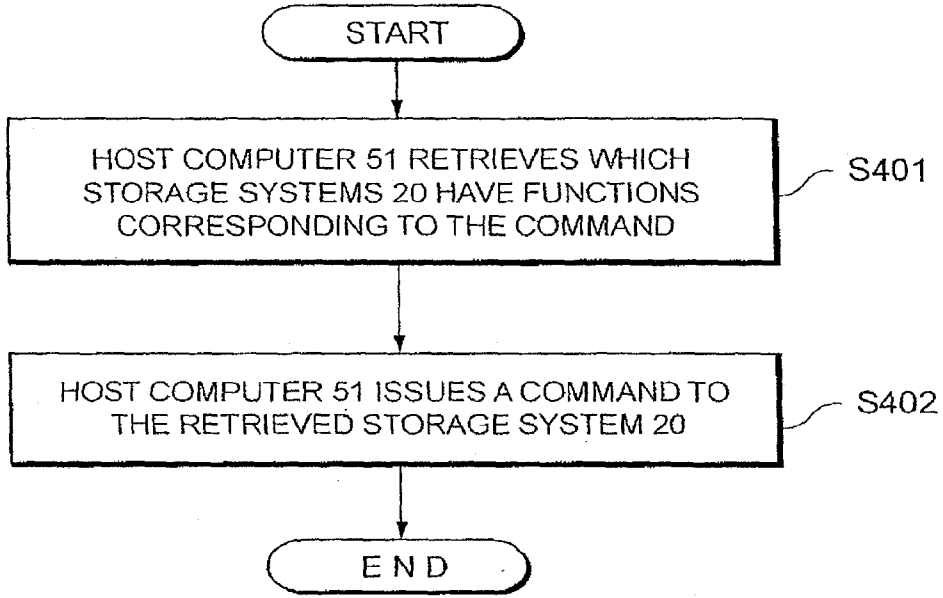 START
HOST COMPUTER 51 RETRIEVES WHICH
STORAGE SYSTEMS 20 HAVE FUNCTIONS
CORRESPONDING TO THE COMMAND
S401
HOST COMPUTER 51 ISSUES A COMMAND TO
THE RETRIEVED STORAGE SYSTEM 20
S402
END